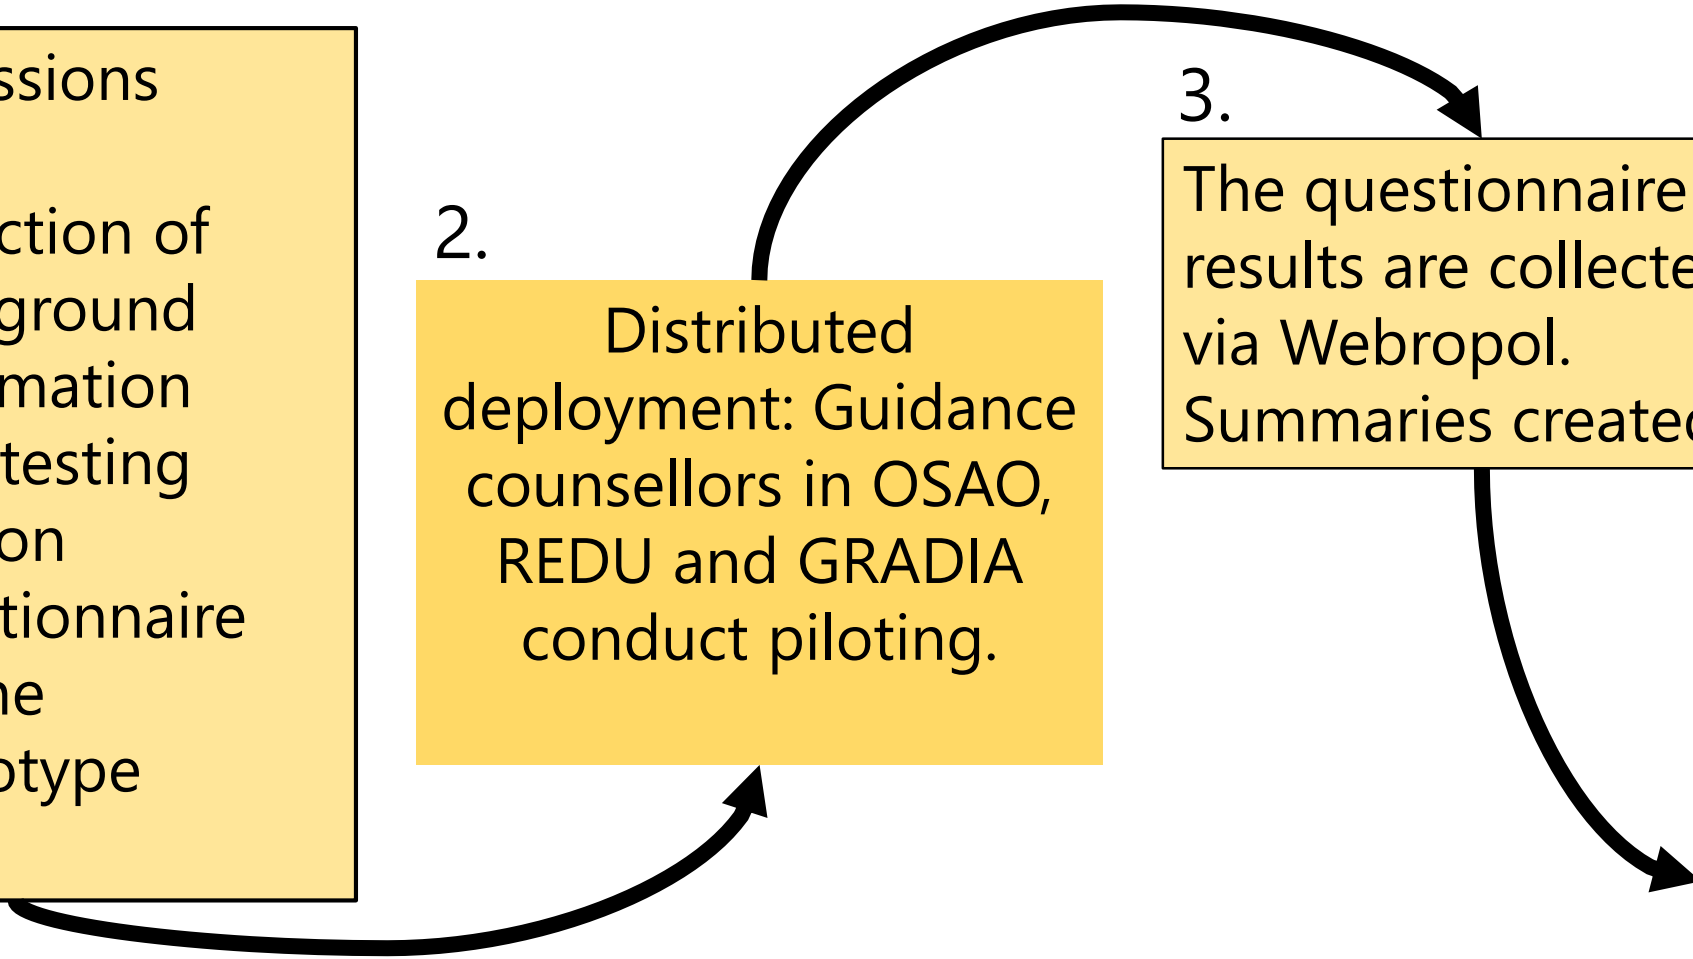 ssions
ction of
ground
mation
testing
on
tionnaire
ne
otype
2.
Distributed
deployment: Guidance
counsellors in OSAO,
REDU and GRADIA
conduct piloting.
3.
The questionnaire
results are collecte
via Webropol.
Summaries created